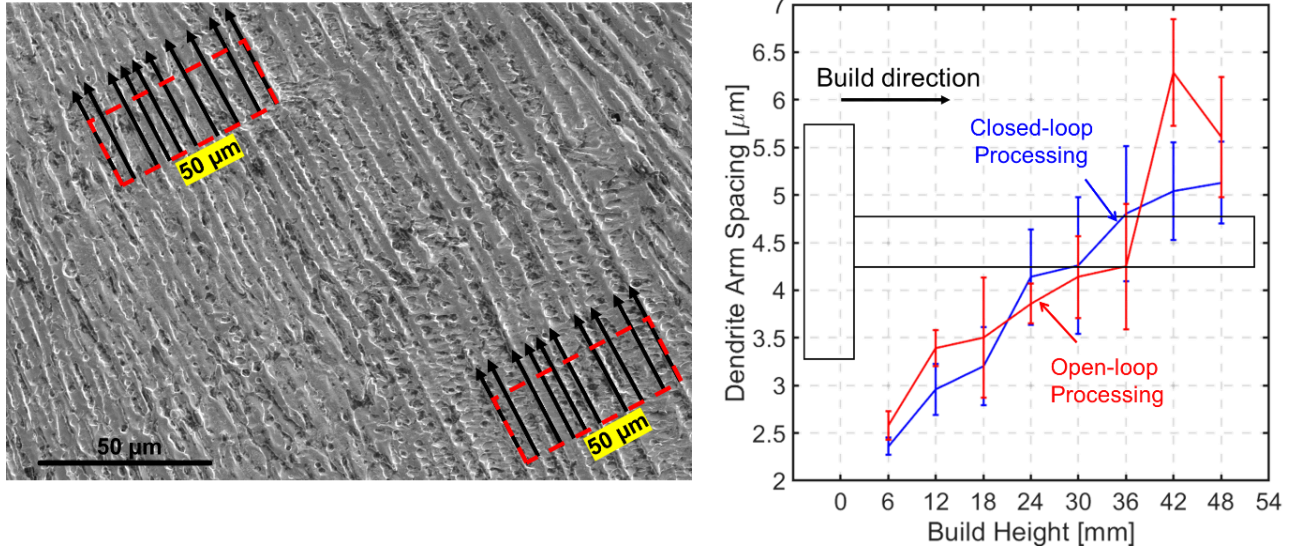 50 µm
50 µm
50 µm
7
6.5
6
5.5
5
4.5
4
3.5
3
2.5
2
Dendrite Arm Spacing [µm]
Build direction
Closed-loop
Processing
Open-loop
Processing
0 6 12 18 24 30 36 42 48 54
Build Height [mm]